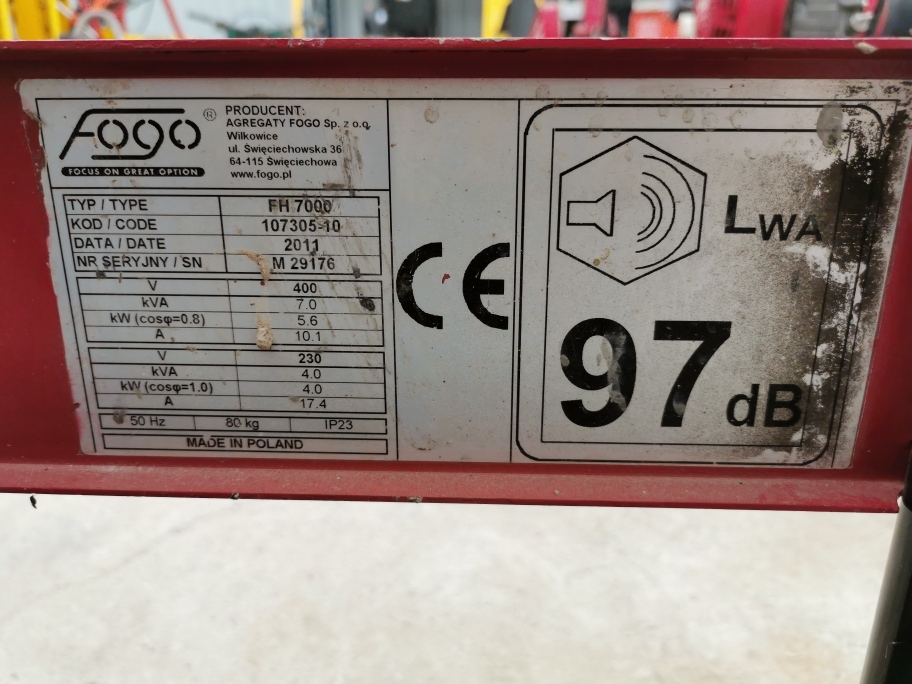 FOGO ®
FOCUS ON GREAT OPTION
PRODUCENT:
AGREGATY FOGO Sp. z o.o.
Wilkowice
ul. Święciechowska 36
64-115 Święciechowa
www.fogo.pl
TYP / TYPE FH 7000
KOD / CODE 107305-10
DATA / DATE 2011
NR SERYJNY / SN M 29176
V 400
kVA 7.0
kW (cosφ=0.8) 5.6
A 10.1
V 230
kVA 4.0
kW (cosφ=1.0) 4.0
A 17.4
50 Hz 80 kg IP23
MADE IN POLAND
CE
LWA
97 dB